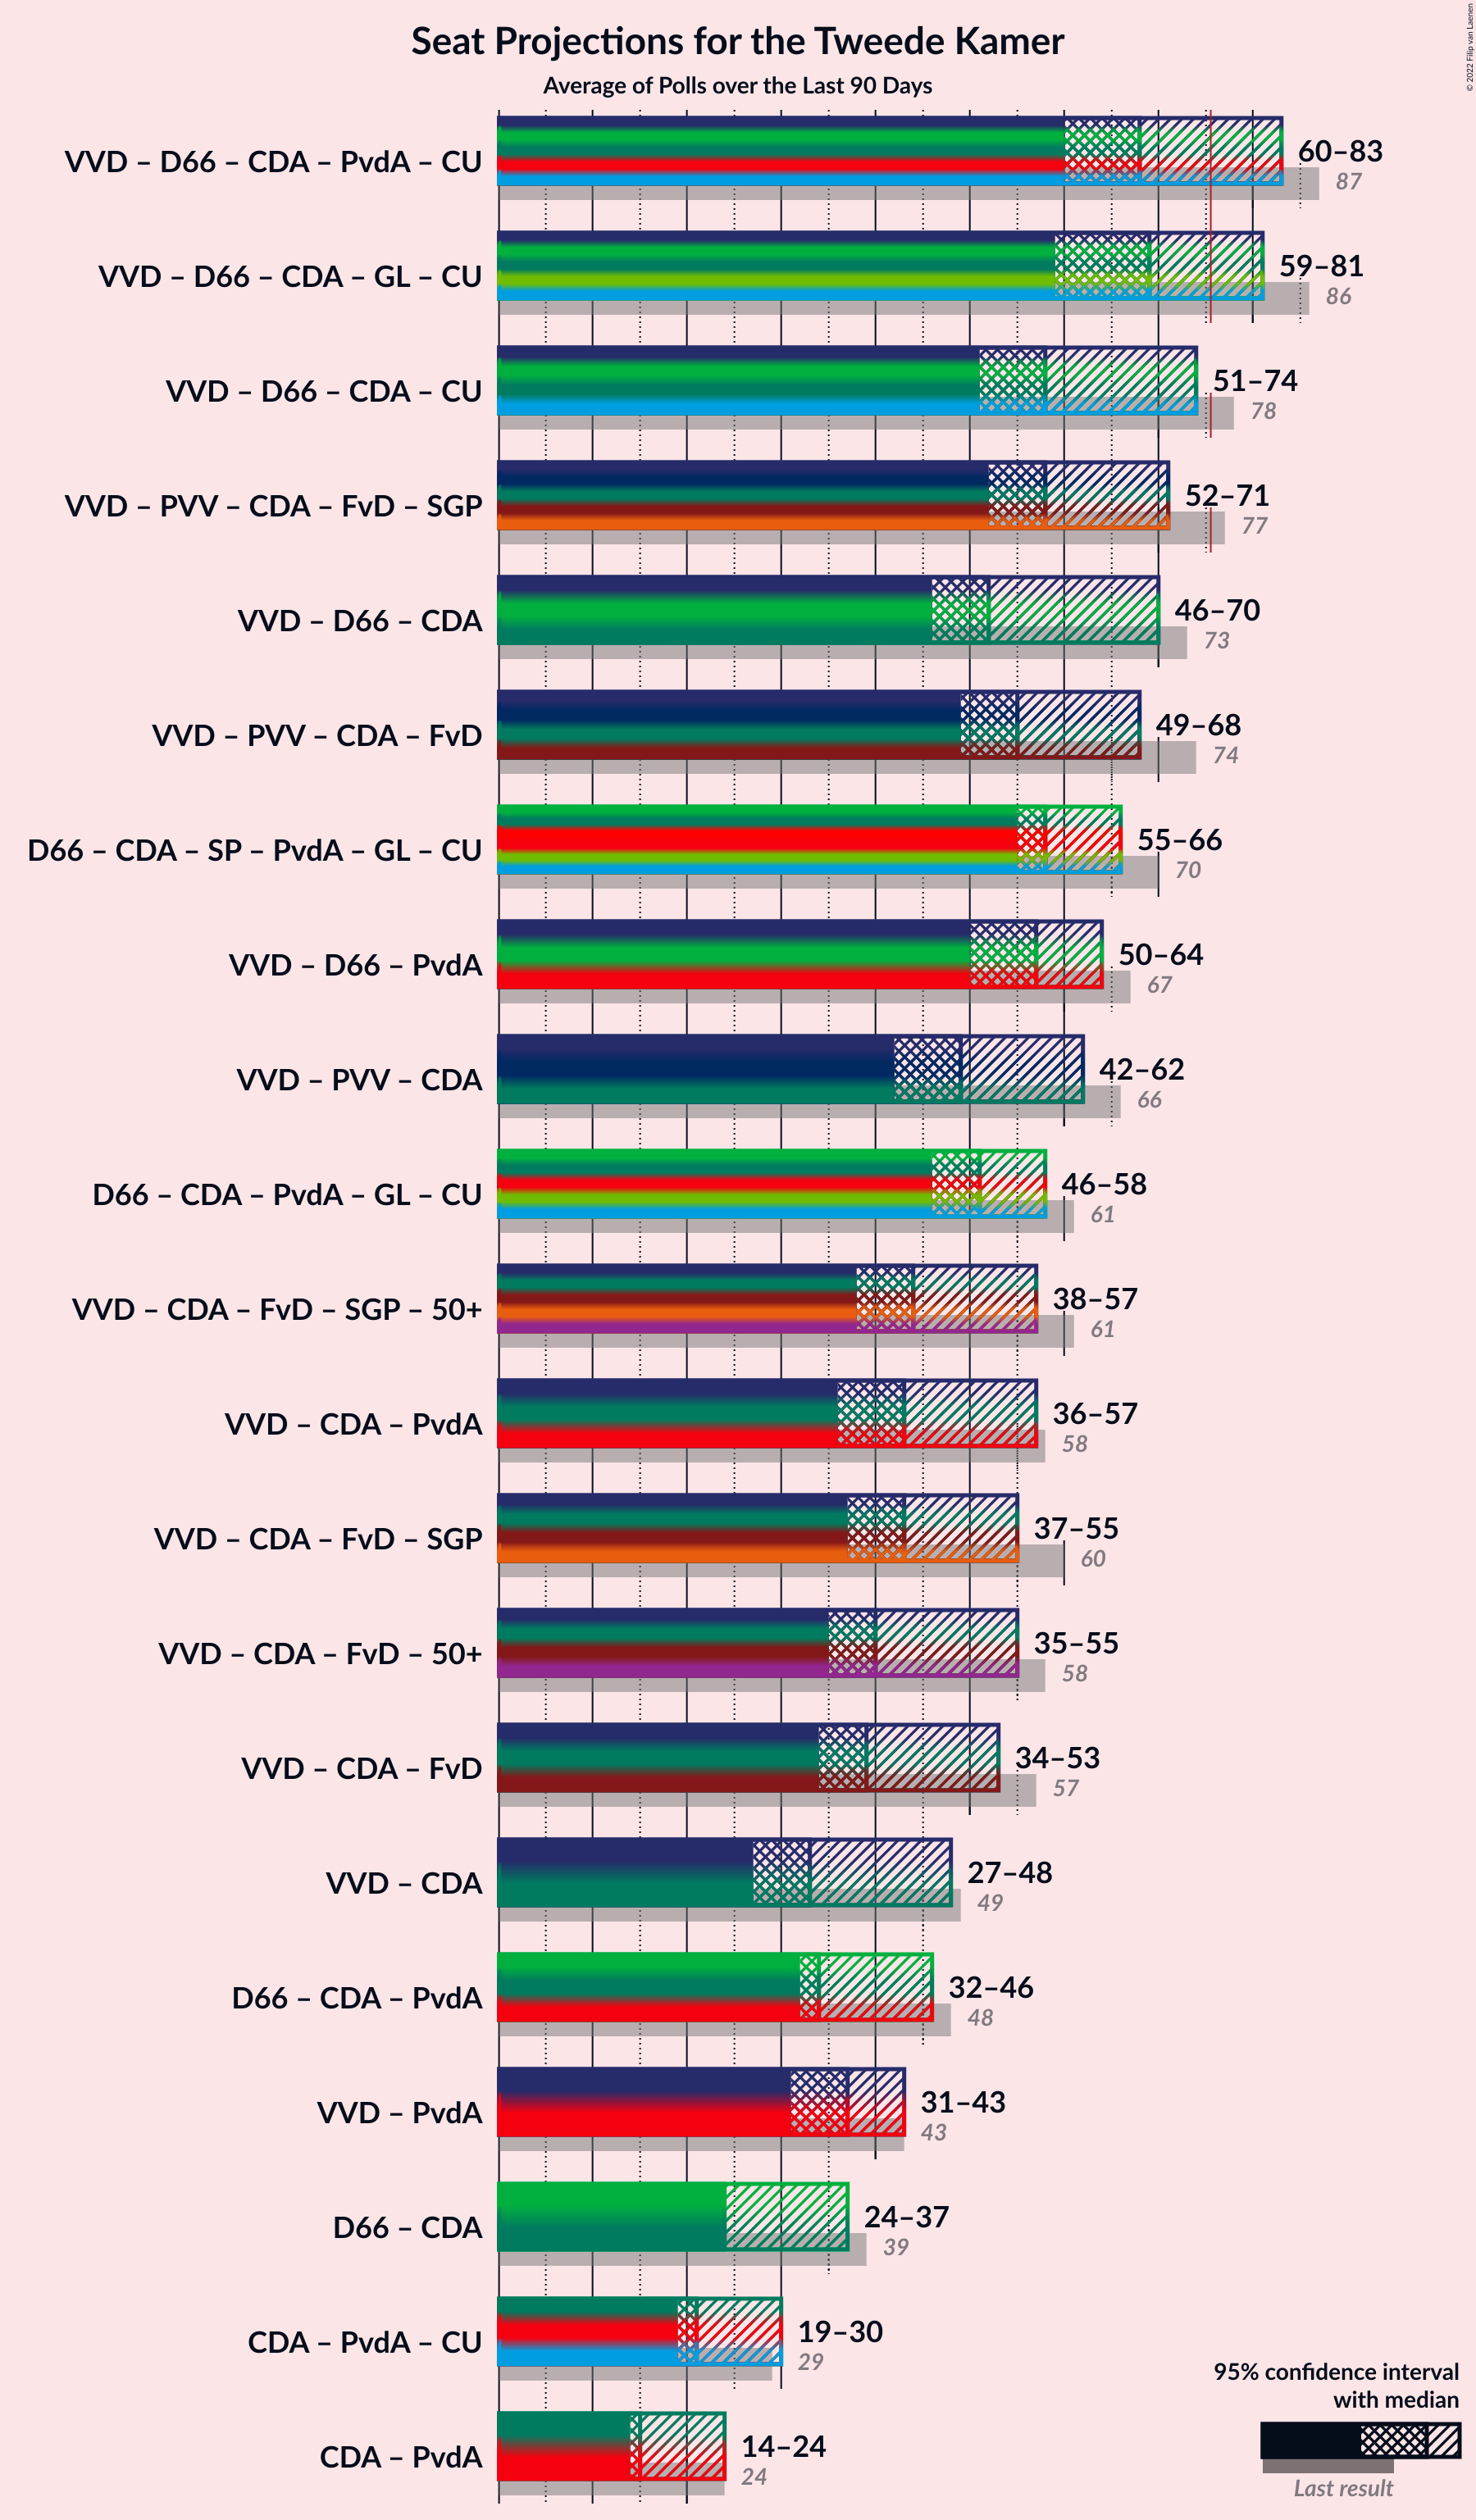 © 2022 Filip van Laenen
Seat Projections for the Tweede Kamer
Average of Polls over the Last 90 Days
VVD – D66 – CDA – PvdA – CU
60–83
87
VVD – D66 – CDA – GL – CU
59–81
86
VVD – D66 – CDA – CU
51–74
78
VVD – PVV – CDA – FvD – SGP
52–71
77
VVD – D66 – CDA
46–70
73
VVD – PVV – CDA – FvD
49–68
74
D66 – CDA – SP – PvdA – GL – CU
55–66
70
VVD – D66 – PvdA
50–64
67
VVD – PVV – CDA
42–62
66
D66 – CDA – PvdA – GL – CU
46–58
61
VVD – CDA – FvD – SGP – 50+
38–57
61
VVD – CDA – PvdA
36–57
58
VVD – CDA – FvD – SGP
37–55
60
VVD – CDA – FvD – 50+
35–55
58
VVD – CDA – FvD
34–53
57
VVD – CDA
27–48
49
D66 – CDA – PvdA
32–46
48
VVD – PvdA
31–43
43
D66 – CDA
24–37
39
CDA – PvdA – CU
19–30
29
CDA – PvdA
14–24
24
95% confidence interval
with median
Last result